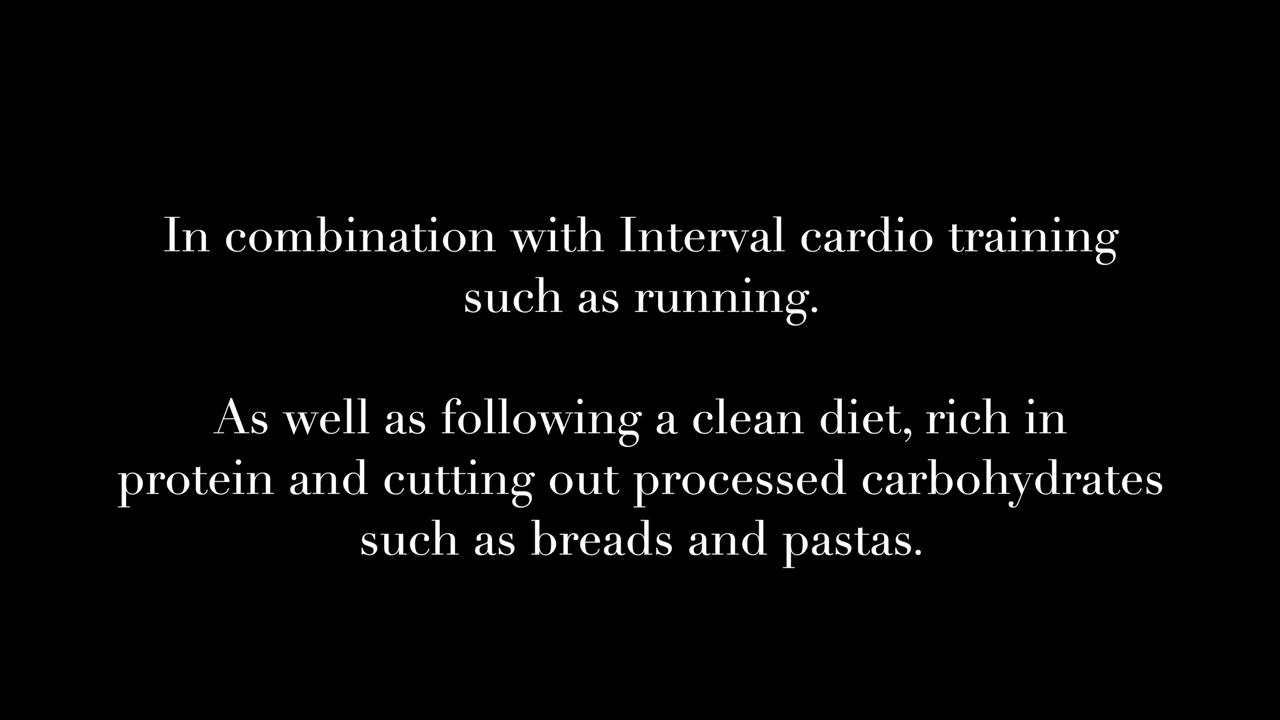 In combination with Interval cardio training
such as running.
As well as following a clean diet, rich in
protein and cutting out processed carbohydrates
such as breads and pastas.